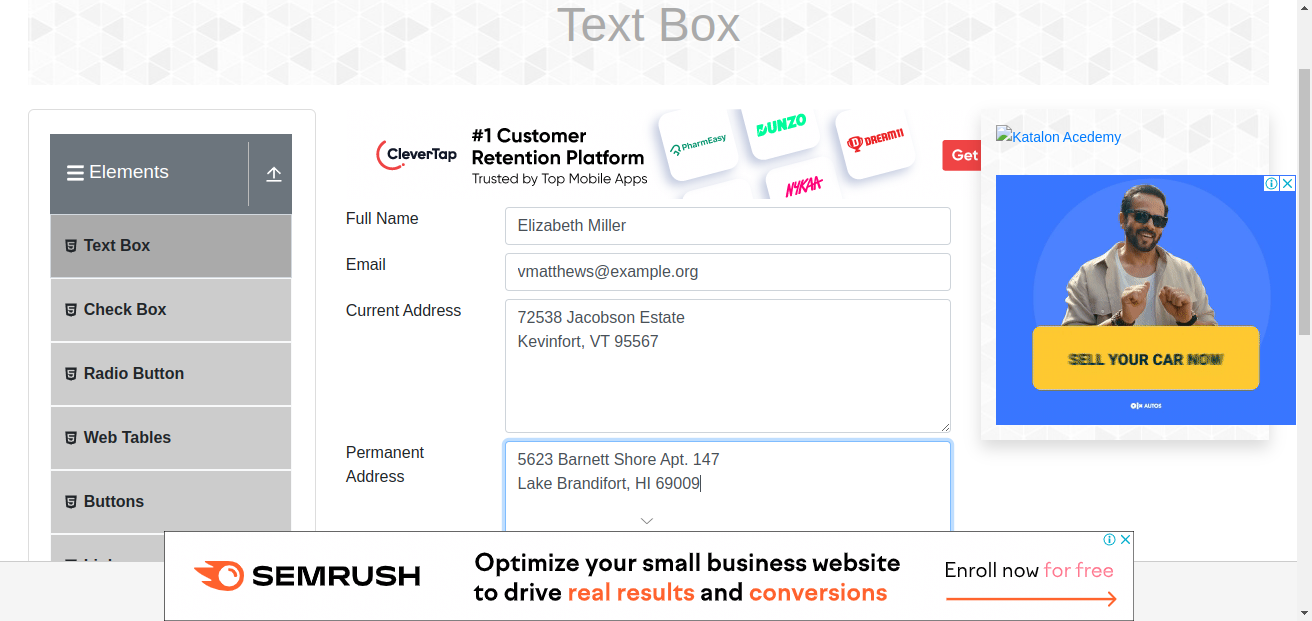 Text Box
Elements
Text Box
Check Box
Radio Button
Web Tables
Buttons
CleverTap
#1 Customer
Retention Platform
Trusted by Top Mobile Apps
PharmEasy
DUNZO
NYKAA
DREAM11
Get
Full Name
Elizabeth Miller
Email
vmatthews@example.org
Current Address
72538 Jacobson Estate
Kevinfort, VT 95567
Permanent
Address
5623 Barnett Shore Apt. 147
Lake Brandifort, HI 69009
Katalon Acedemy
SELL YOUR CAR NOW
OLX AUTOS
SEMRUSH
Optimize your small business website
to drive real results and conversions
Enroll now for free